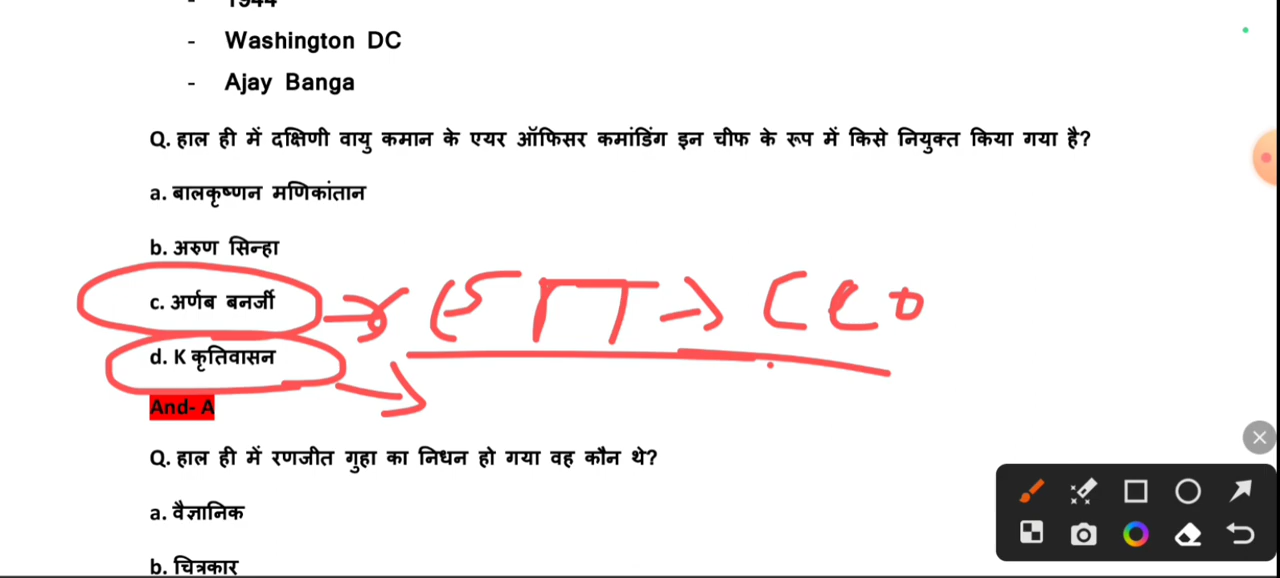 - 1944
- Washington DC
- Ajay Banga
Q. हाल ही में दक्षिणी वायु कमान के एयर ऑफिसर कमांडिंग इन चीफ के रूप में किसे नियुक्त किया गया है?
a. बालकृष्णन मणिकांतान
b. अरुण सिन्हा
c. अर्णब बनर्जी
d. K कृतिवासन
And- A
Q. हाल ही में रणजीत गुहा का निधन हो गया वह कौन थे?
a. वैज्ञानिक
b. चित्रकार